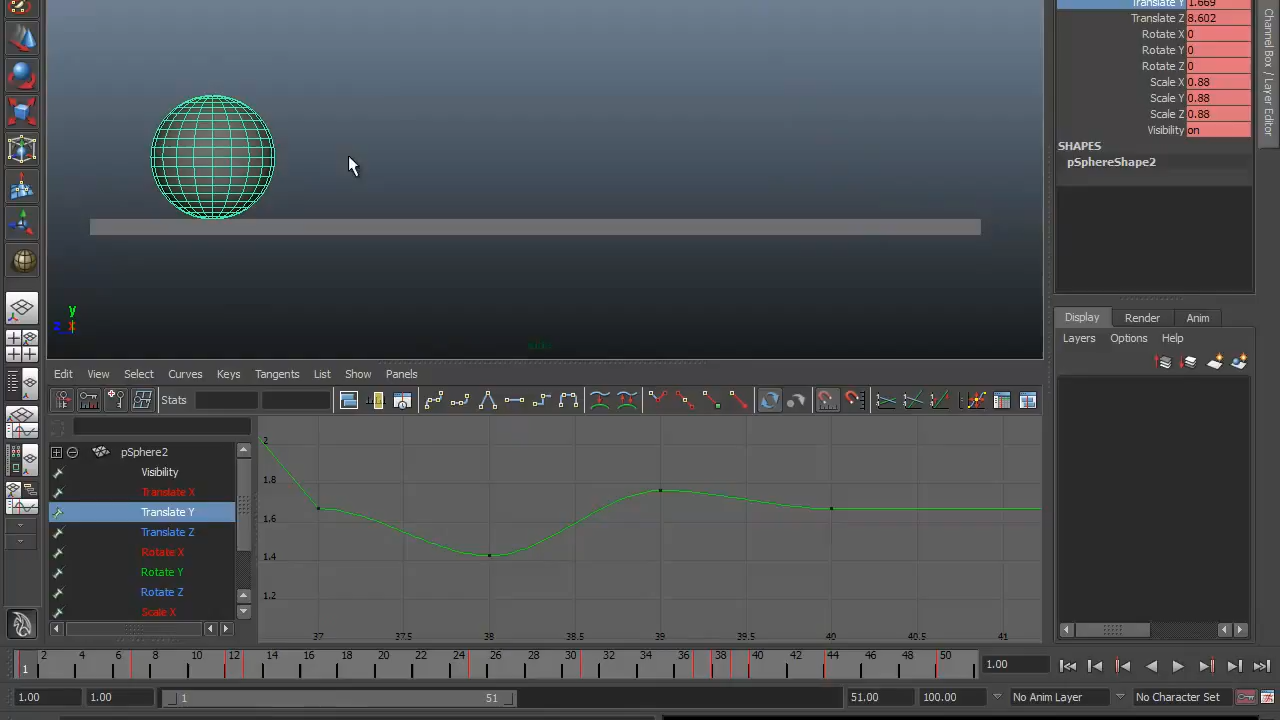 Translate Y 1.669
Translate Z 8.602
Rotate X 0
Rotate Y 0
Rotate Z 0
Scale X 0.88
Scale Y 0.88
Scale Z 0.88
Visibility on
SHAPES
pSphereShape2
Channel Box / Layer Editor
y
z x
Display Render Anim
Layers Options Help
Edit View Select Curves Keys Tangents List Show Panels
Stats
pSphere2
Visibility
Translate X
Translate Y
Translate Z
Rotate X
Rotate Y
Rotate Z
Scale X
2
1.8
1.6
1.4
1.2
37 37.5 38 38.5 39 39.5 40 40.5 41
1 2 4 6 8 10 12 14 16 18 20 22 24 26 28 30 32 34 36 38 40 42 44 46 48 50
1.00
1.00 1.00 1 51 51.00 100.00 No Anim Layer No Character Set